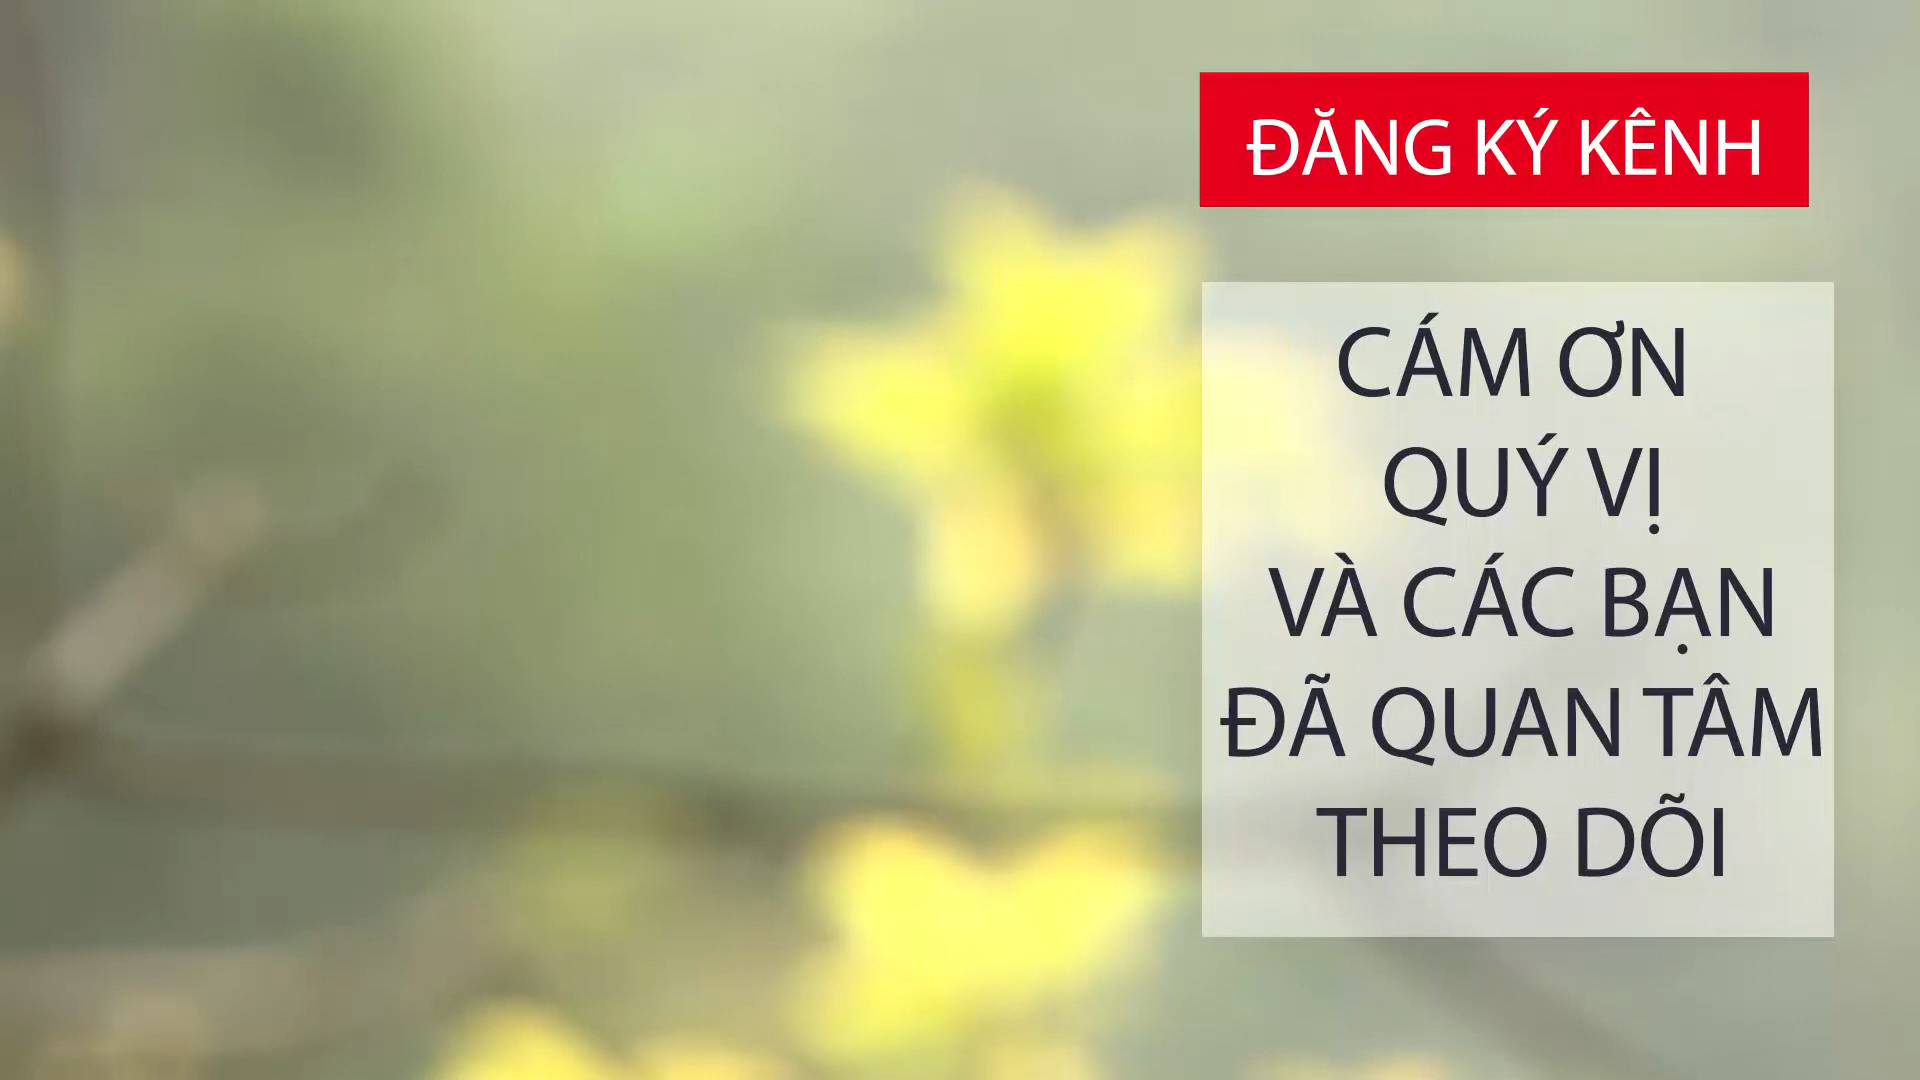 ĐĂNG KÝ KÊNH
CÁM ƠN
QUÝ VỊ
VÀ CÁC BẠN
ĐÃ QUAN TÂM
THEO DÕI